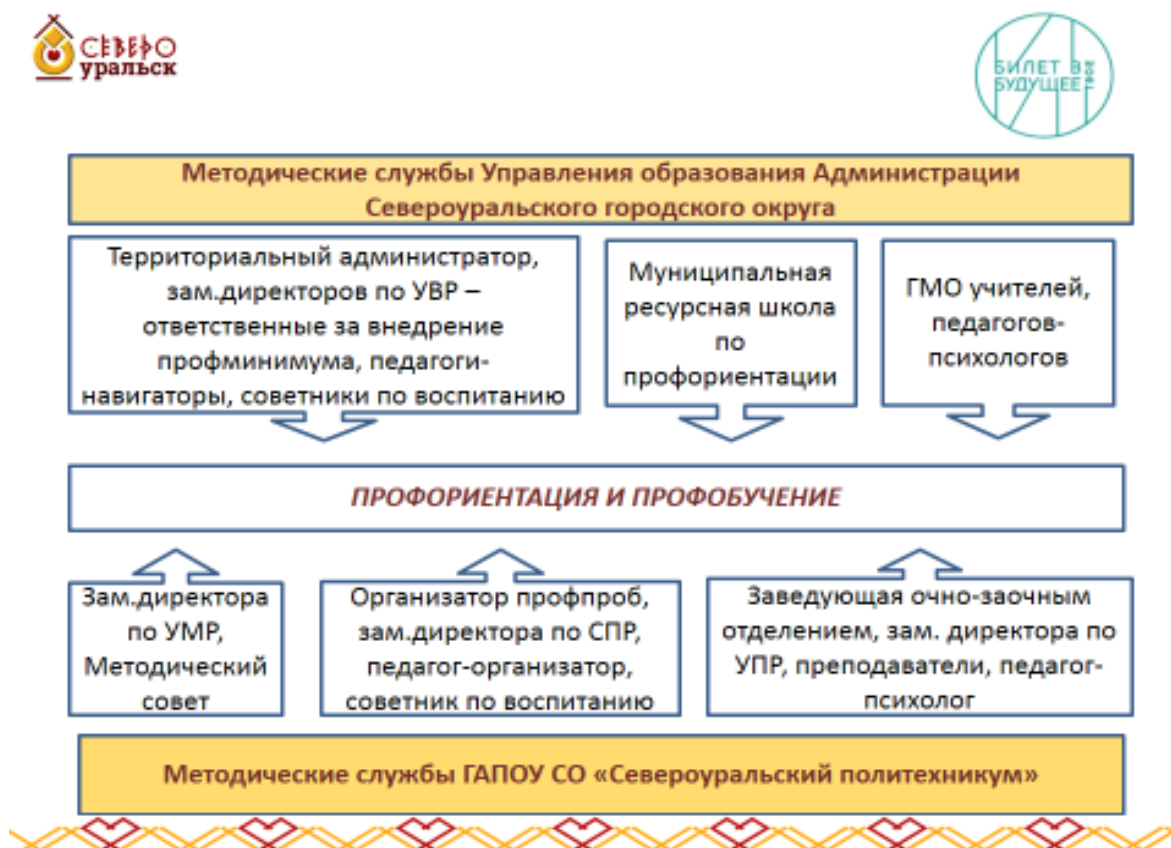 СЕВЕРО
уральск
БИЛЕТ В
БУДУЩЕЕ
ТВОЕ
Методические службы Управления образования Администрации
Североуральского городского округа
Территориальный администратор,
зам.директоров по УВР –
ответственные за внедрение
профминимума, педагоги-
навигаторы, советники по воспитанию
Муниципальная
ресурсная школа
по
профориентации
ГМО учителей,
педагогов-
психологов
ПРОФОРИЕНТАЦИЯ И ПРОФОБУЧЕНИЕ
Зам.директора
по УМР,
Методический
совет
Организатор профпроб,
зам.директора по СПР,
педагог-организатор,
советник по воспитанию
Заведующая очно-заочным
отделением, зам. директора по
УПР, преподаватели, педагог-
психолог
Методические службы ГАПОУ СО «Североуральский политехникум»